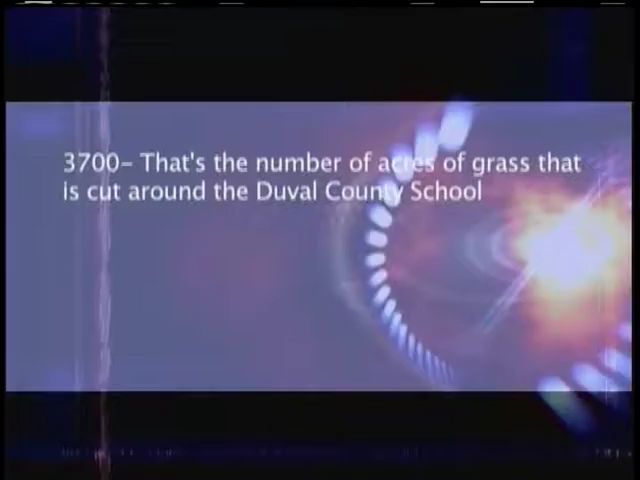 3700– That's the number of acres of grass that
is cut around the Duval County School